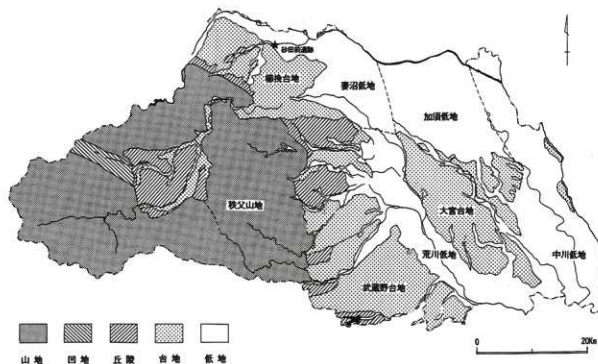 砂田前遺跡
櫛挽台地
妻沼低地
加須低地
秩父山地
大宮台地
荒川低地
中川低地
武蔵野台地
山地 凹地 丘陵 台地 低地
0 20Km